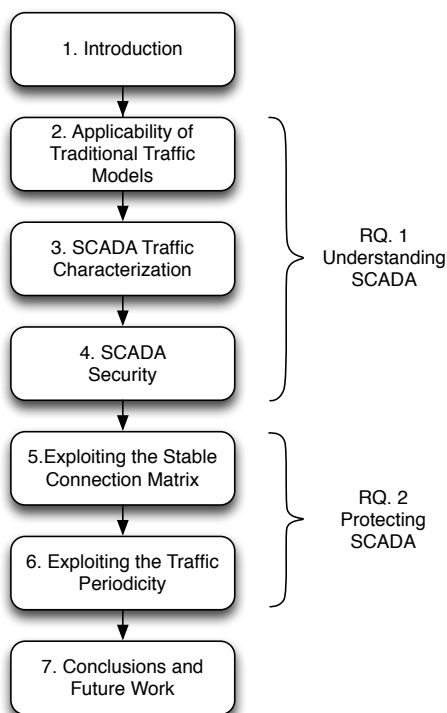 1. Introduction
2. Applicability of
Traditional Traffic
Models
3. SCADA Traffic
Characterization
4. SCADA
Security
RQ. 1
Understanding
SCADA
5.Exploiting the Stable
Connection Matrix
6. Exploiting the Traffic
Periodicity
RQ. 2
Protecting
SCADA
7. Conclusions and
Future Work